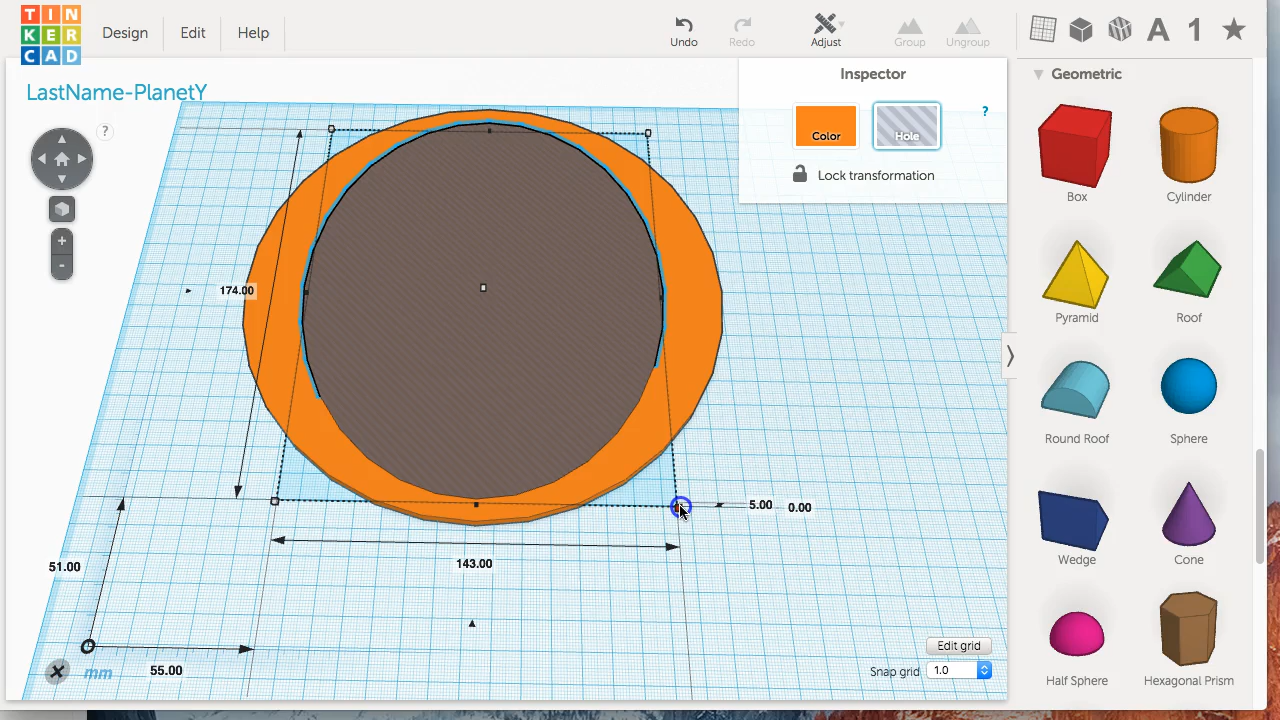 TIN
KER
CAD
Design
Edit
Help
Undo
Redo
Adjust
Group
Ungroup
A
1
LastName-PlanetY
?
+
-
Inspector
Color
Hole
?
Lock transformation
Geometric
Box
Cylinder
Pyramid
Roof
Round Roof
Sphere
Wedge
Cone
Half Sphere
Hexagonal Prism
174.00
5.00
0.00
143.00
51.00
55.00
mm
Edit grid
Snap grid
1.0